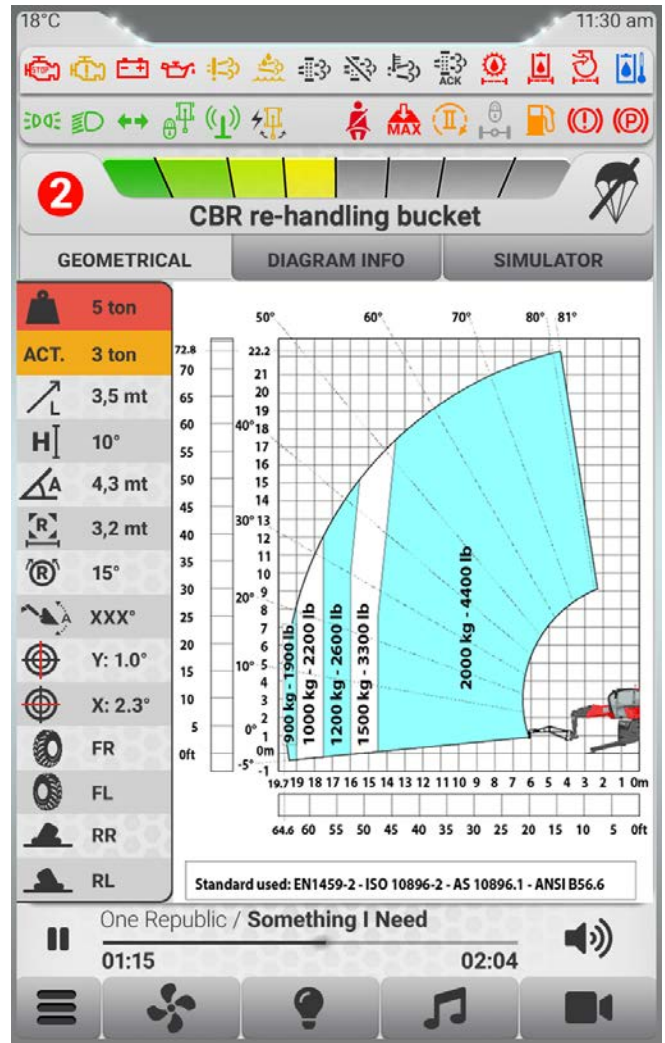 18°C 11:30 am
STOP
ACK
MAX
II
P
2
CBR re-handling bucket
GEOMETRICAL DIAGRAM INFO SIMULATOR
5 ton
ACT. 3 ton
L 3,5 mt
H 10°
A 4,3 mt
R 3,2 mt
R 15°
A XXX°
Y: 1.0°
X: 2.3°
FR
FL
RR
RL
50° 60° 70° 80° 81°
72.8
70
65
60
55
50
45
40
35
30
25
20
15
10
5
0ft
22.2
21
20
19
40° 18
17
16
15
14
30° 13
12
11
10
20° 9
8
7
6
10° 5
4
3
2
0° 1
0m
-5° -1
900 kg - 1900 lb
1000 kg - 2200 lb
1200 kg - 2600 lb
1500 kg - 3300 lb
2000 kg - 4400 lb
19.7 19 18 17 16 15 14 13 12 11 10 9 8 7 6 5 4 3 2 1 0m
64.6 60 55 50 45 40 35 30 25 20 15 10 5 0ft
Standard used: EN1459-2 - ISO 10896-2 - AS 10896.1 - ANSI B56.6
One Republic / Something I Need
01:15 02:04